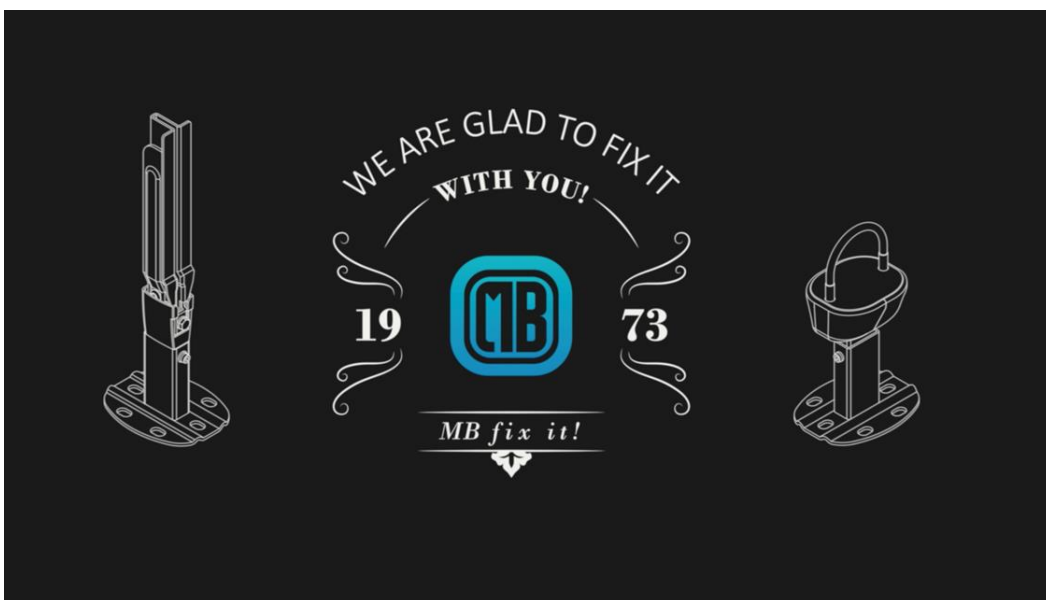 WE ARE GLAD TO FIX IT
WITH YOU!
19
MB
73
MB fix it!